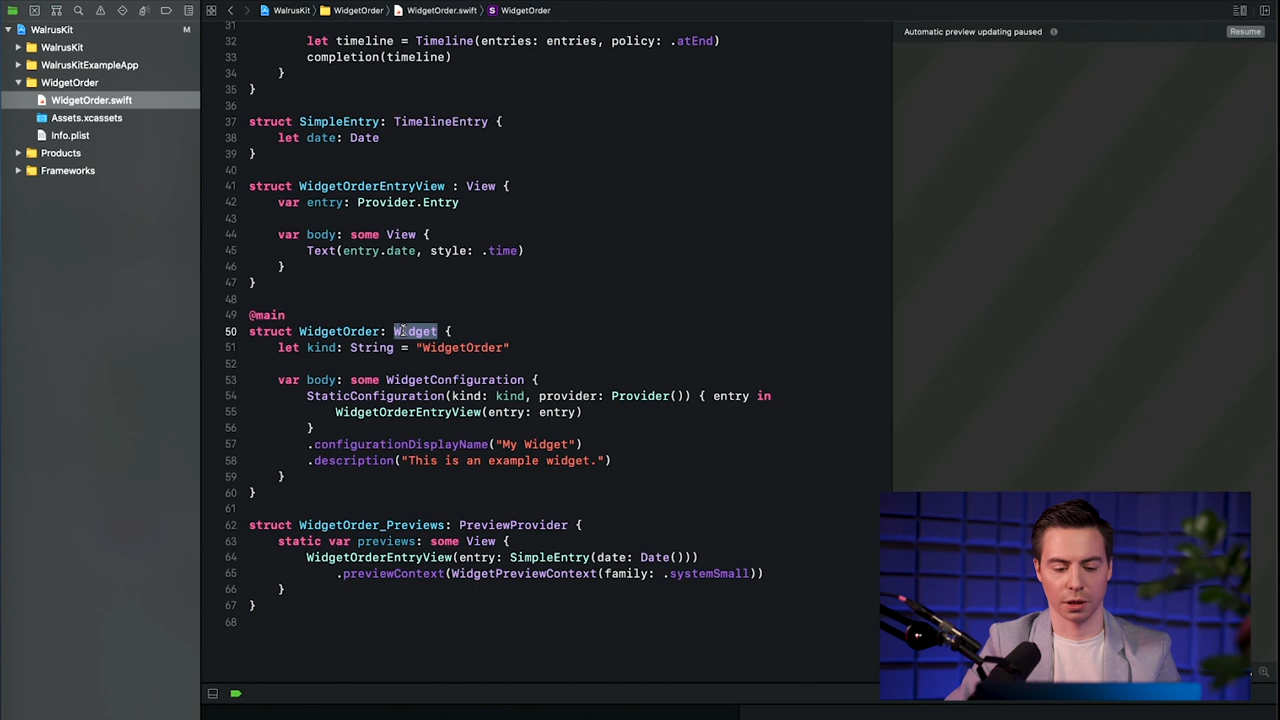 WalrusKit
WidgetOrder
WidgetOrder.swift
S
WidgetOrder
WalrusKit
M
WalrusKit
WalrusKitExampleApp
WidgetOrder
WidgetOrder.swift
Assets.xcassets
Info.plist
Products
Frameworks
31
32 let timeline = Timeline(entries: entries, policy: .atEnd)
33 completion(timeline)
34 }
35 }
36
37 struct SimpleEntry: TimelineEntry {
38 let date: Date
39 }
40
41 struct WidgetOrderEntryView : View {
42 var entry: Provider.Entry
43
44 var body: some View {
45 Text(entry.date, style: .time)
46 }
47 }
48
49 @main
50 struct WidgetOrder: Widget {
51 let kind: String = "WidgetOrder"
52
53 var body: some WidgetConfiguration {
54 StaticConfiguration(kind: kind, provider: Provider()) { entry in
55 WidgetOrderEntryView(entry: entry)
56 }
57 .configurationDisplayName("My Widget")
58 .description("This is an example widget.")
59 }
60 }
61
62 struct WidgetOrder_Previews: PreviewProvider {
63 static var previews: some View {
64 WidgetOrderEntryView(entry: SimpleEntry(date: Date()))
65 .previewContext(WidgetPreviewContext(family: .systemSmall))
66 }
67 }
68
Automatic preview updating paused
Resume